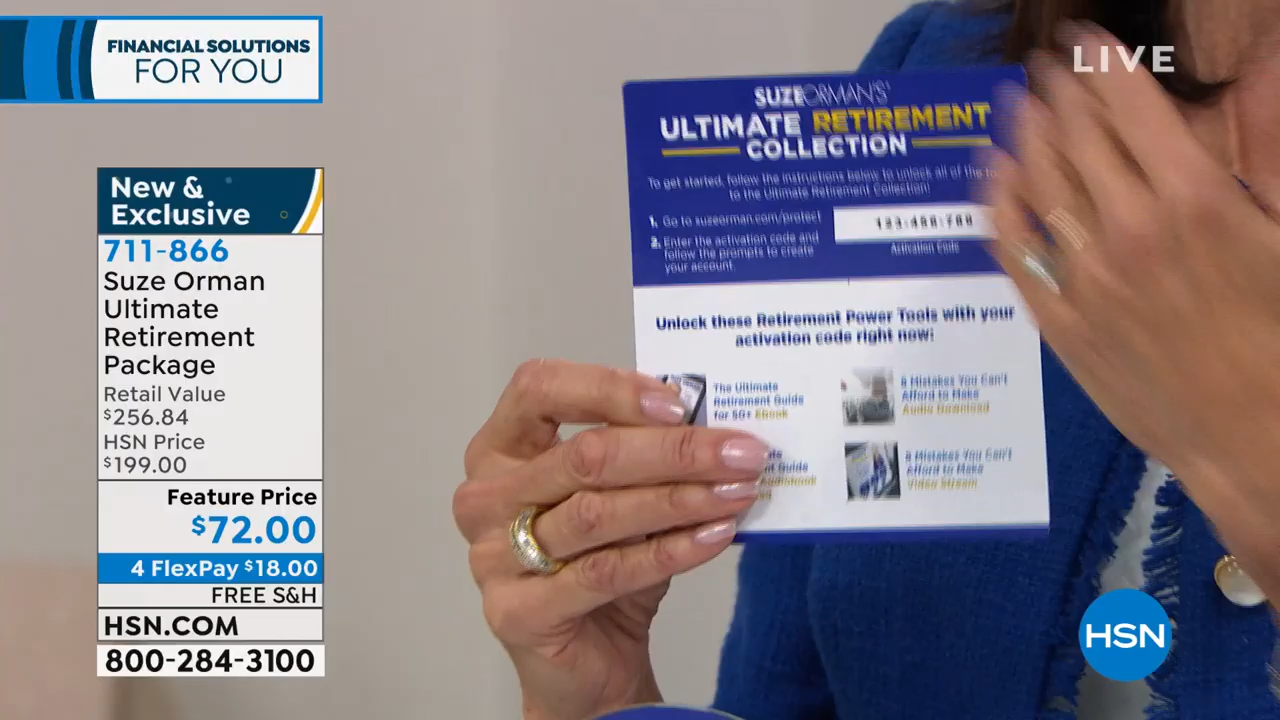 FINANCIAL SOLUTIONS
FOR YOU
LIVE
New &
Exclusive
711-866
Suze Orman
Ultimate
Retirement
Package
Retail Value
$256.84
HSN Price
$199.00
Feature Price
$72.00
4 FlexPay $18.00
FREE S&H
HSN.COM
800-284-3100
SUZEORMAN'S
ULTIMATE RETIREMENT
COLLECTION
To get started, follow the instructions below to unlock all of the
to the Ultimate Retirement Collection!
1. Go to suzeorman.com/protect
2. Enter the activation code and
follow the prompts to create
your account.
Activation Code
Unlock these Retirement Power Tools with your
activation code right now:
The Ultimate
Retirement Guide
for 50+ Ebook
Guide
Audiobook
8 Mistakes You Can't
Afford to Make
Audio Download
8 Mistakes You Can't
Afford to Make
Video Stream
HSN